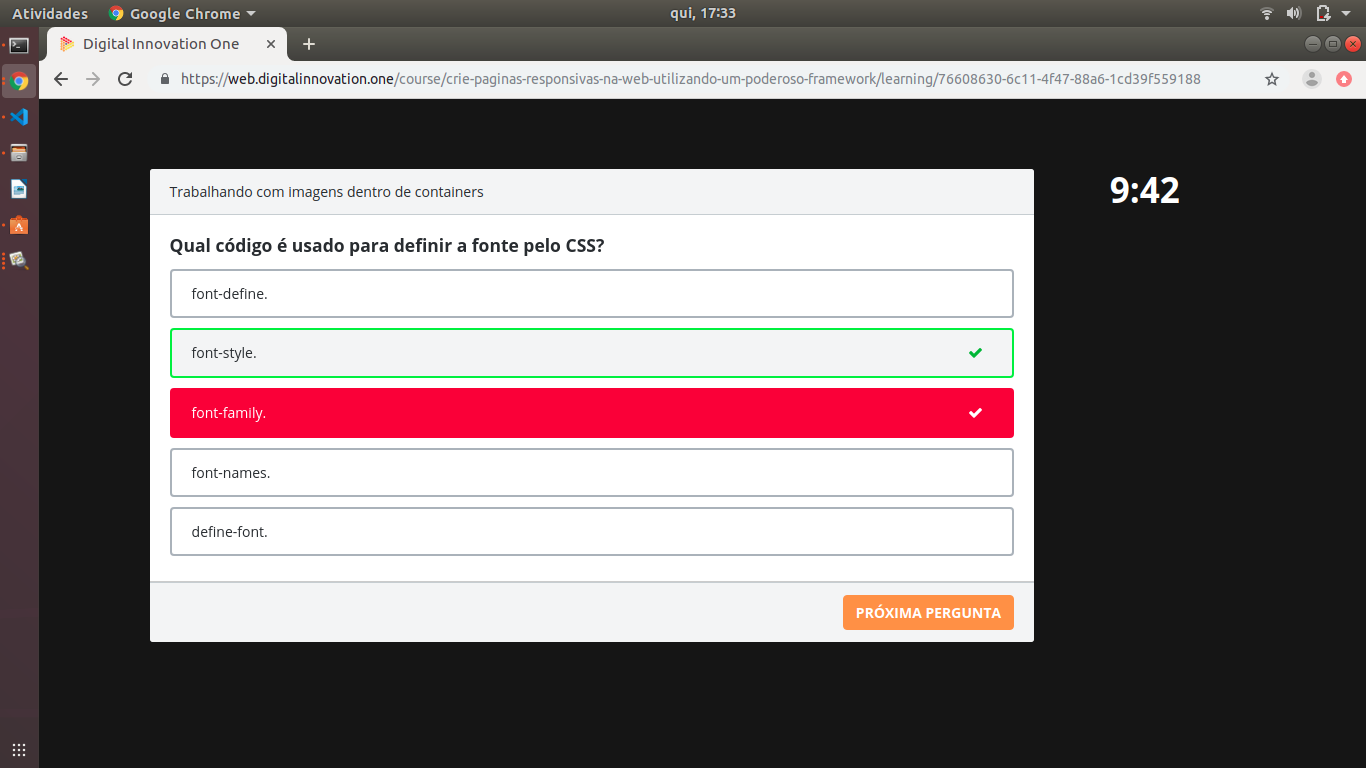 Atividades Google Chrome qui, 17:33
Digital Innovation One
https://web.digitalinnovation.one/course/crie-paginas-responsivas-na-web-utilizando-um-poderoso-framework/learning/76608630-6c11-4f47-88a6-1cd39f559188
Trabalhando com imagens dentro de containers
9:42
Qual código é usado para definir a fonte pelo CSS?
font-define.
font-style.
font-family.
font-names.
define-font.
PRÓXIMA PERGUNTA